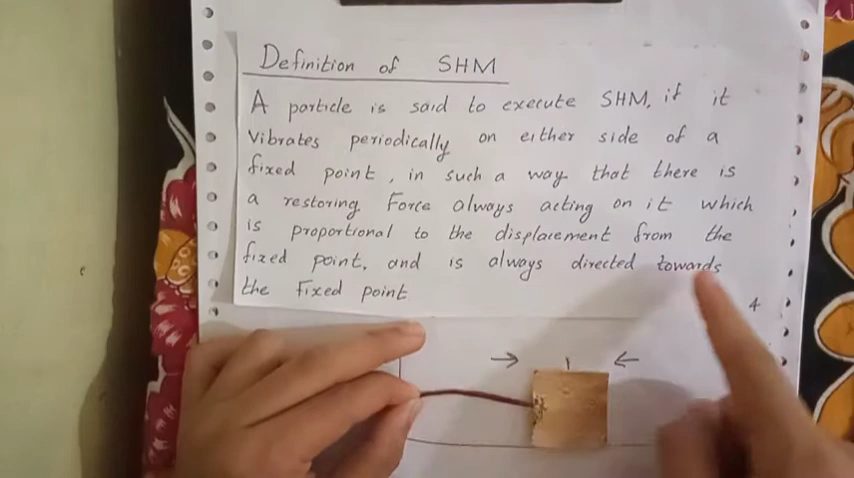 Definition of SHM
A particle is said to execute SHM, if it
vibrates periodically on either side of a
fixed point, in such a way that there is
a restoring Force always acting on it which
is proportional to the displacement from the
fixed point, and is always directed towards
the fixed point
4